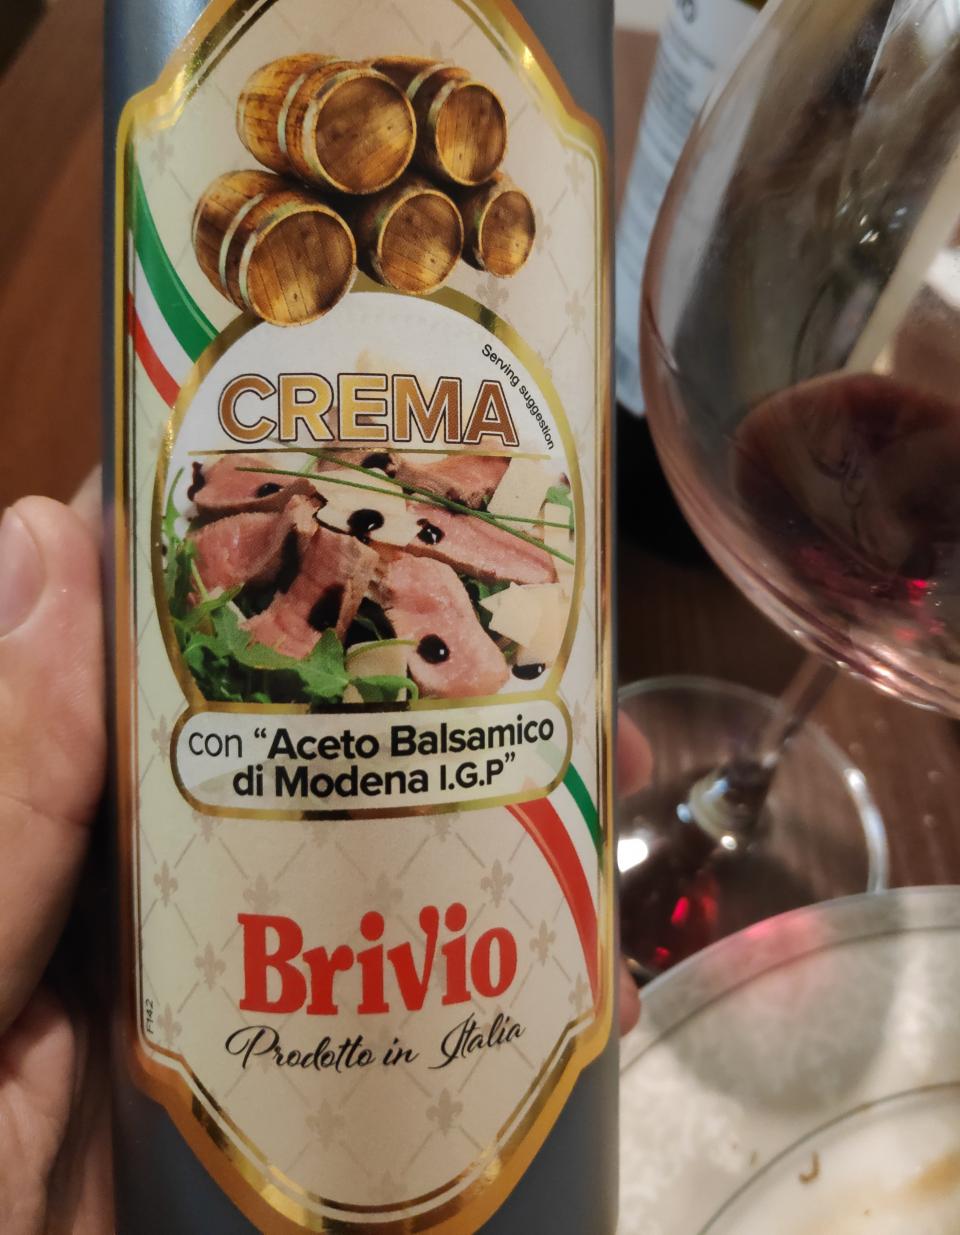 CREMA
Serving suggestion
con “Aceto Balsamico
di Modena I.G.P”
Brivio
Prodotto in Italia
F142